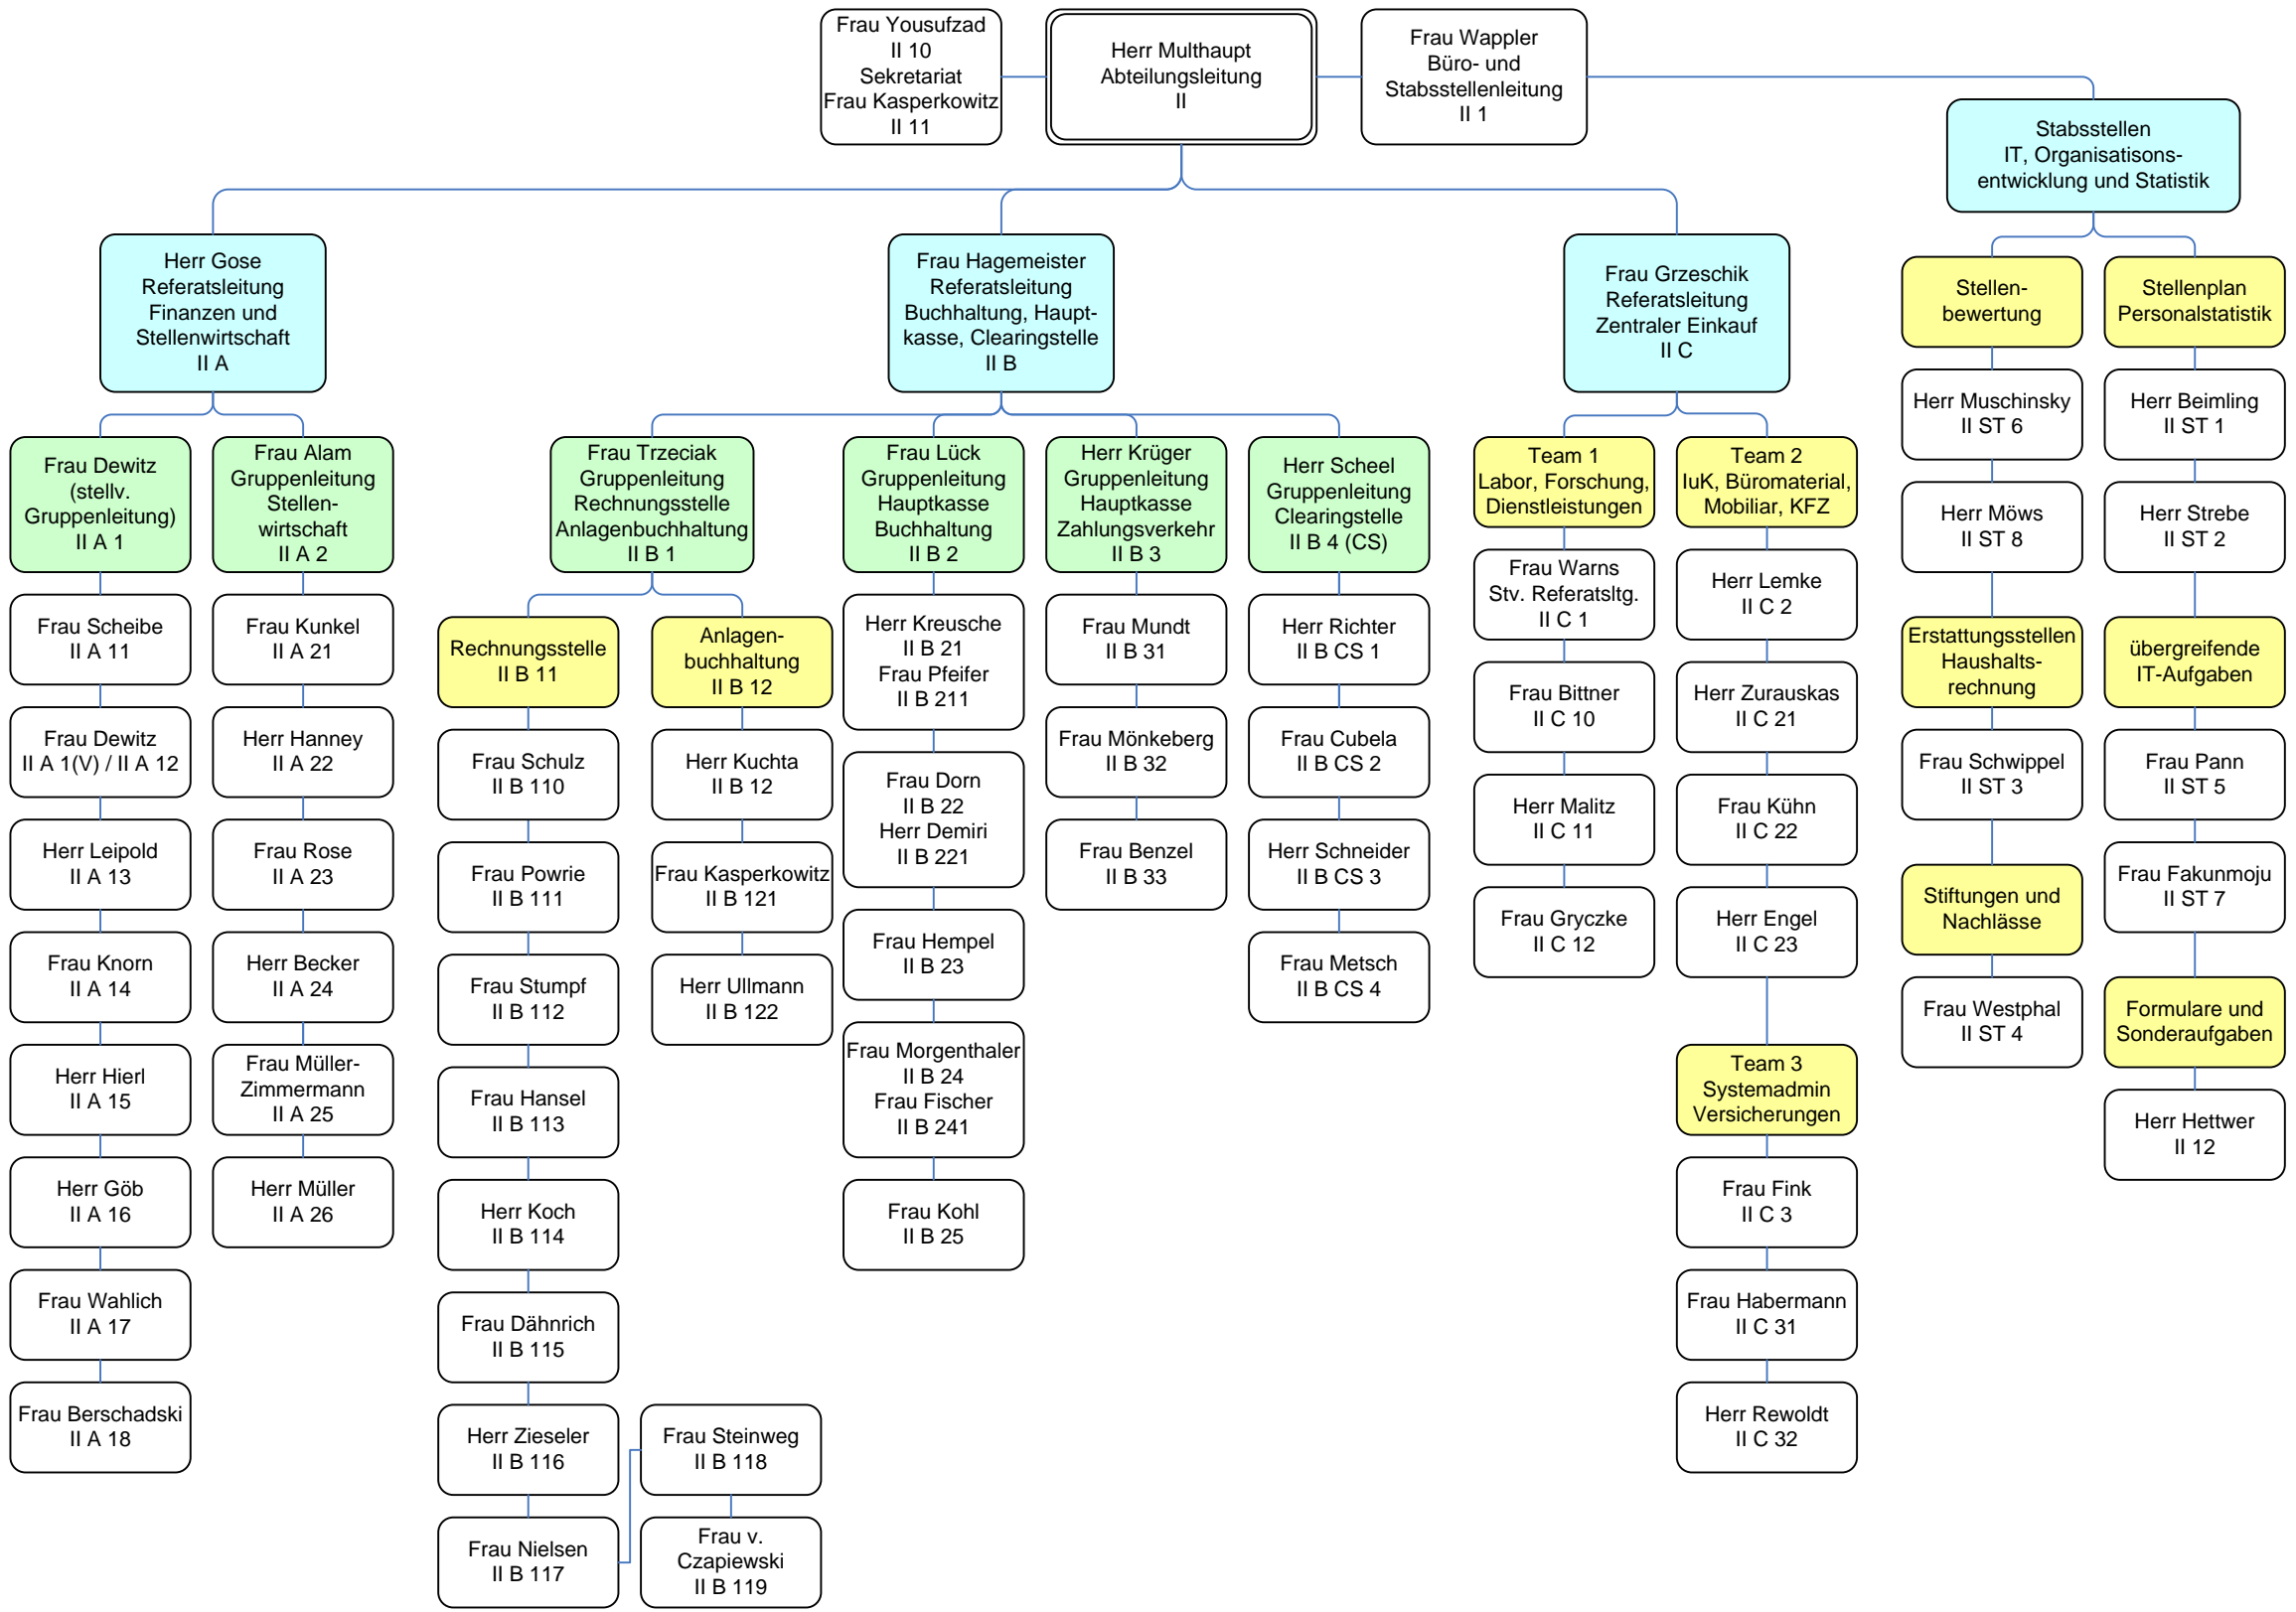 Frau Yousufzad
II 10
Sekretariat
Frau Kasperkowitz
II 11
Herr Multhaupt
Abteilungsleitung
II
Frau Wappler
Büro- und
Stabsstellenleitung
II 1
Stabsstellen
IT, Organisatisons-
entwicklung und Statistik
Herr Gose
Referatsleitung
Finanzen und
Stellenwirtschaft
II A
Frau Dewitz
(stellv.
Gruppenleitung)
II A 1
Frau Scheibe
II A 11
Frau Dewitz
II A 1(V) / II A 12
Herr Leipold
II A 13
Frau Knorn
II A 14
Herr Hierl
II A 15
Herr Göb
II A 16
Frau Wahlich
II A 17
Frau Berschadski
II A 18
Frau Alam
Gruppenleitung
Stellen-
wirtschaft
II A 2
Frau Kunkel
II A 21
Herr Hanney
II A 22
Frau Rose
II A 23
Herr Becker
II A 24
Frau Müller-
Zimmermann
II A 25
Herr Müller
II A 26
Frau Hagemeister
Referatsleitung
Buchhaltung, Haupt-
kasse, Clearingstelle
II B
Frau Trzeciak
Gruppenleitung
Rechnungsstelle
Anlagenbuchhaltung
II B 1
Rechnungsstelle
II B 11
Frau Schulz
II B 110
Frau Powrie
II B 111
Frau Stumpf
II B 112
Frau Hansel
II B 113
Herr Koch
II B 114
Frau Dähnrich
II B 115
Herr Zieseler
II B 116
Frau Nielsen
II B 117
Frau Steinweg
II B 118
Frau v.
Czapiewski
II B 119
Anlagen-
buchhaltung
II B 12
Herr Kuchta
II B 12
Frau Kasperkowitz
II B 121
Herr Ullmann
II B 122
Frau Lück
Gruppenleitung
Hauptkasse
Buchhaltung
II B 2
Herr Kreusche
II B 21
Frau Pfeifer
II B 211
Frau Dorn
II B 22
Herr Demiri
II B 221
Frau Hempel
II B 23
Frau Morgenthaler
II B 24
Frau Fischer
II B 241
Frau Kohl
II B 25
Herr Krüger
Gruppenleitung
Hauptkasse
Zahlungsverkehr
II B 3
Frau Mundt
II B 31
Frau Mönkeberg
II B 32
Frau Benzel
II B 33
Herr Scheel
Gruppenleitung
Clearingstelle
II B 4 (CS)
Herr Richter
II B CS 1
Frau Cubela
II B CS 2
Herr Schneider
II B CS 3
Frau Metsch
II B CS 4
Frau Grzeschik
Referatsleitung
Zentraler Einkauf
II C
Team 1
Labor, Forschung,
Dienstleistungen
Frau Warns
Stv. Referatsltg.
II C 1
Frau Bittner
II C 10
Herr Malitz
II C 11
Frau Gryczke
II C 12
Team 2
IuK, Büromaterial,
Mobiliar, KFZ
Herr Lemke
II C 2
Herr Zurauskas
II C 21
Frau Kühn
II C 22
Herr Engel
II C 23
Team 3
Systemadmin
Versicherungen
Frau Fink
II C 3
Frau Habermann
II C 31
Herr Rewoldt
II C 32
Stellen-
bewertung
Herr Muschinsky
II ST 6
Herr Möws
II ST 8
Erstattungsstellen
Haushalts-
rechnung
Frau Schwippel
II ST 3
Stiftungen und
Nachlässe
Frau Westphal
II ST 4
Stellenplan
Personalstatistik
Herr Beimling
II ST 1
Herr Strebe
II ST 2
übergreifende
IT-Aufgaben
Frau Pann
II ST 5
Frau Fakunmoju
II ST 7
Formulare und
Sonderaufgaben
Herr Hettwer
II 12